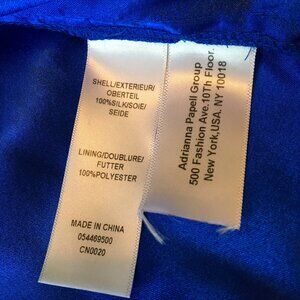 SHELL/EXTERIEUR/
OBERTEIL
100%SILK/SOIE/
SEIDE
LINING/DOUBLURE/
FUTTER
100%POLYESTER
MADE IN CHINA
054469500
CN0020
Adrianna Papell Group
500 Fashion Ave.10Th Floor.
New York,USA. NY 10018